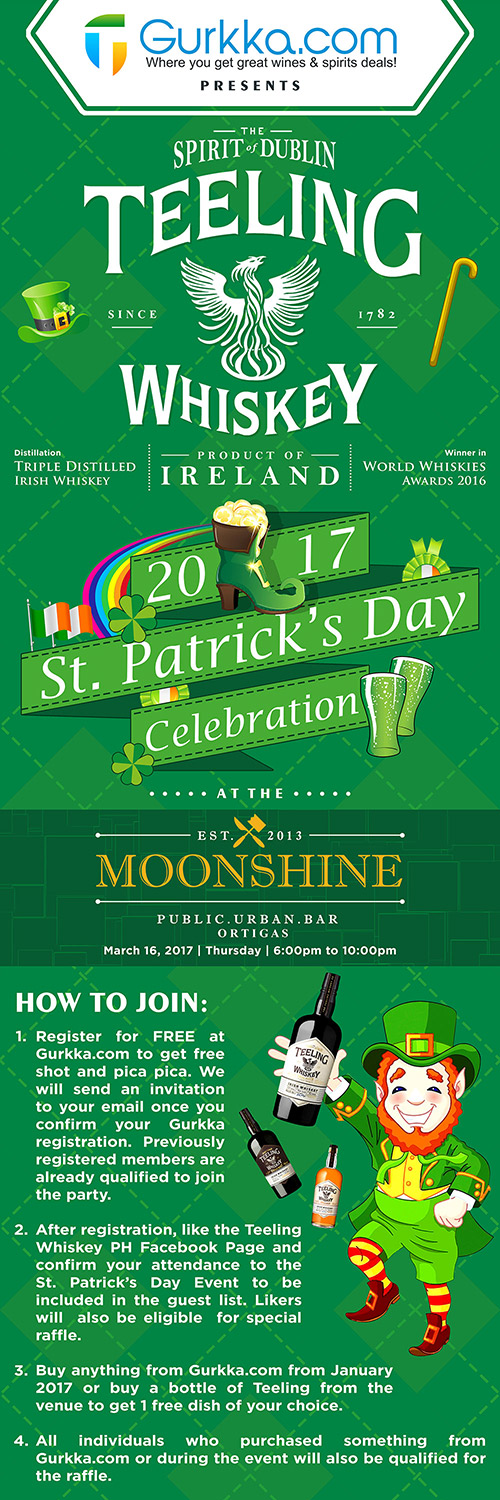 Gurkka.com
Where you get great wines & spirits deals!
PRESENTS
THE
SPIRIT of DUBLIN
TEELING
SINCE 1782
WHISKEY
Distillation
TRIPLE DISTILLED
IRISH WHISKEY
PRODUCT OF
IRELAND
Winner in
WORLD WHISKIES
AWARDS 2016
2017
St. Patrick's Day
Celebration
AT THE
EST. 2013
MOONSHINE
PUBLIC.URBAN.BAR
ORTIGAS
March 16, 2017 | Thursday | 6:00pm to 10:00pm
HOW TO JOIN:
1. Register for FREE at
Gurkka.com to get free
shot and pica pica. We
will send an invitation
to your email once you
confirm your Gurkka
registration. Previously
registered members are
already qualified to join
the party.
TEELING
WHISKEY
IRISH WHISKEY
2. After registration, like the Teeling
Whiskey PH Facebook Page and
confirm your attendance to the
St. Patrick's Day Event to be
included in the guest list. Likers
will also be eligible for special
raffle.
3. Buy anything from Gurkka.com from January
2017 or buy a bottle of Teeling from the
venue to get 1 free dish of your choice.
4. All individuals who purchased something from
Gurkka.com or during the event will also be qualified for
the raffle.